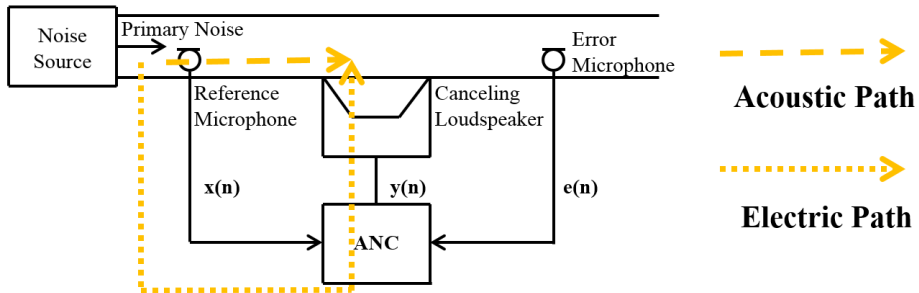 Noise
Source
Primary Noise
Error
Microphone
Reference
Microphone
Canceling
Loudspeaker
x(n)
y(n)
e(n)
ANC
Acoustic Path
Electric Path